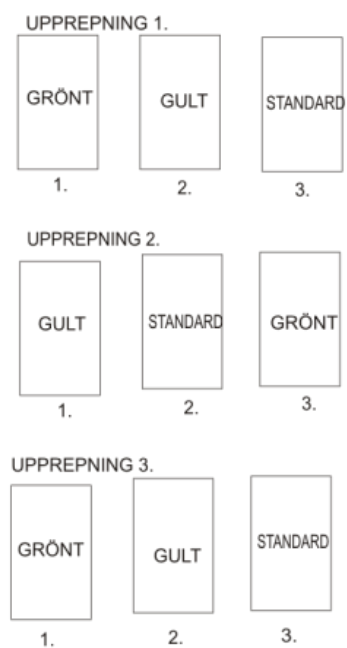 UPPREPNING 1.
GRÖNT GULT STANDARD
1. 2. 3.
UPPREPNING 2.
GULT STANDARD GRÖNT
1. 2. 3.
UPPREPNING 3.
GRÖNT GULT STANDARD
1. 2. 3.